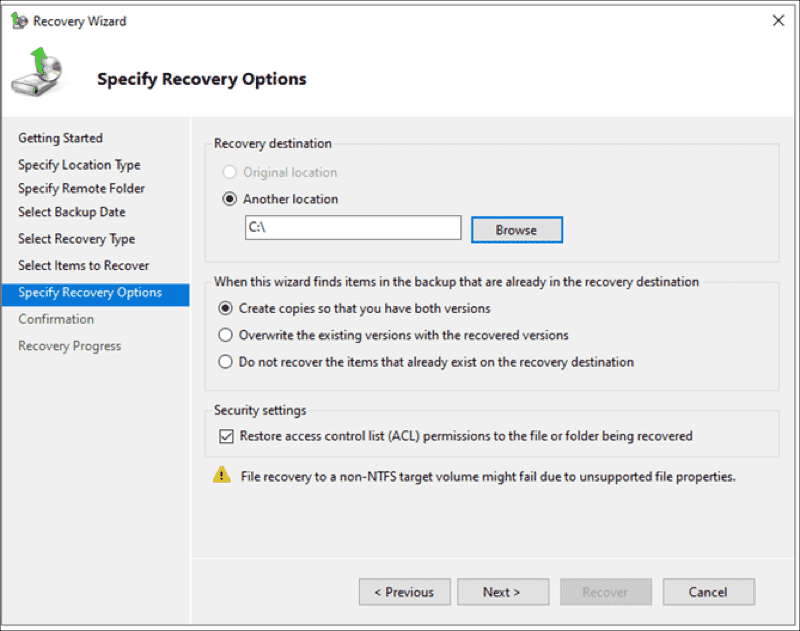 Recovery Wizard
Specify Recovery Options
Getting Started
Specify Location Type
Specify Remote Folder
Select Backup Date
Select Recovery Type
Select Items to Recover
Specify Recovery Options
Confirmation
Recovery Progress
Recovery destination
Original location
Another location
C:\
Browse
When this wizard finds items in the backup that are already in the recovery destination
Create copies so that you have both versions
Overwrite the existing versions with the recovered versions
Do not recover the items that already exist on the recovery destination
Security settings
Restore access control list (ACL) permissions to the file or folder being recovered
File recovery to a non-NTFS target volume might fail due to unsupported file properties.
< Previous
Next >
Recover
Cancel